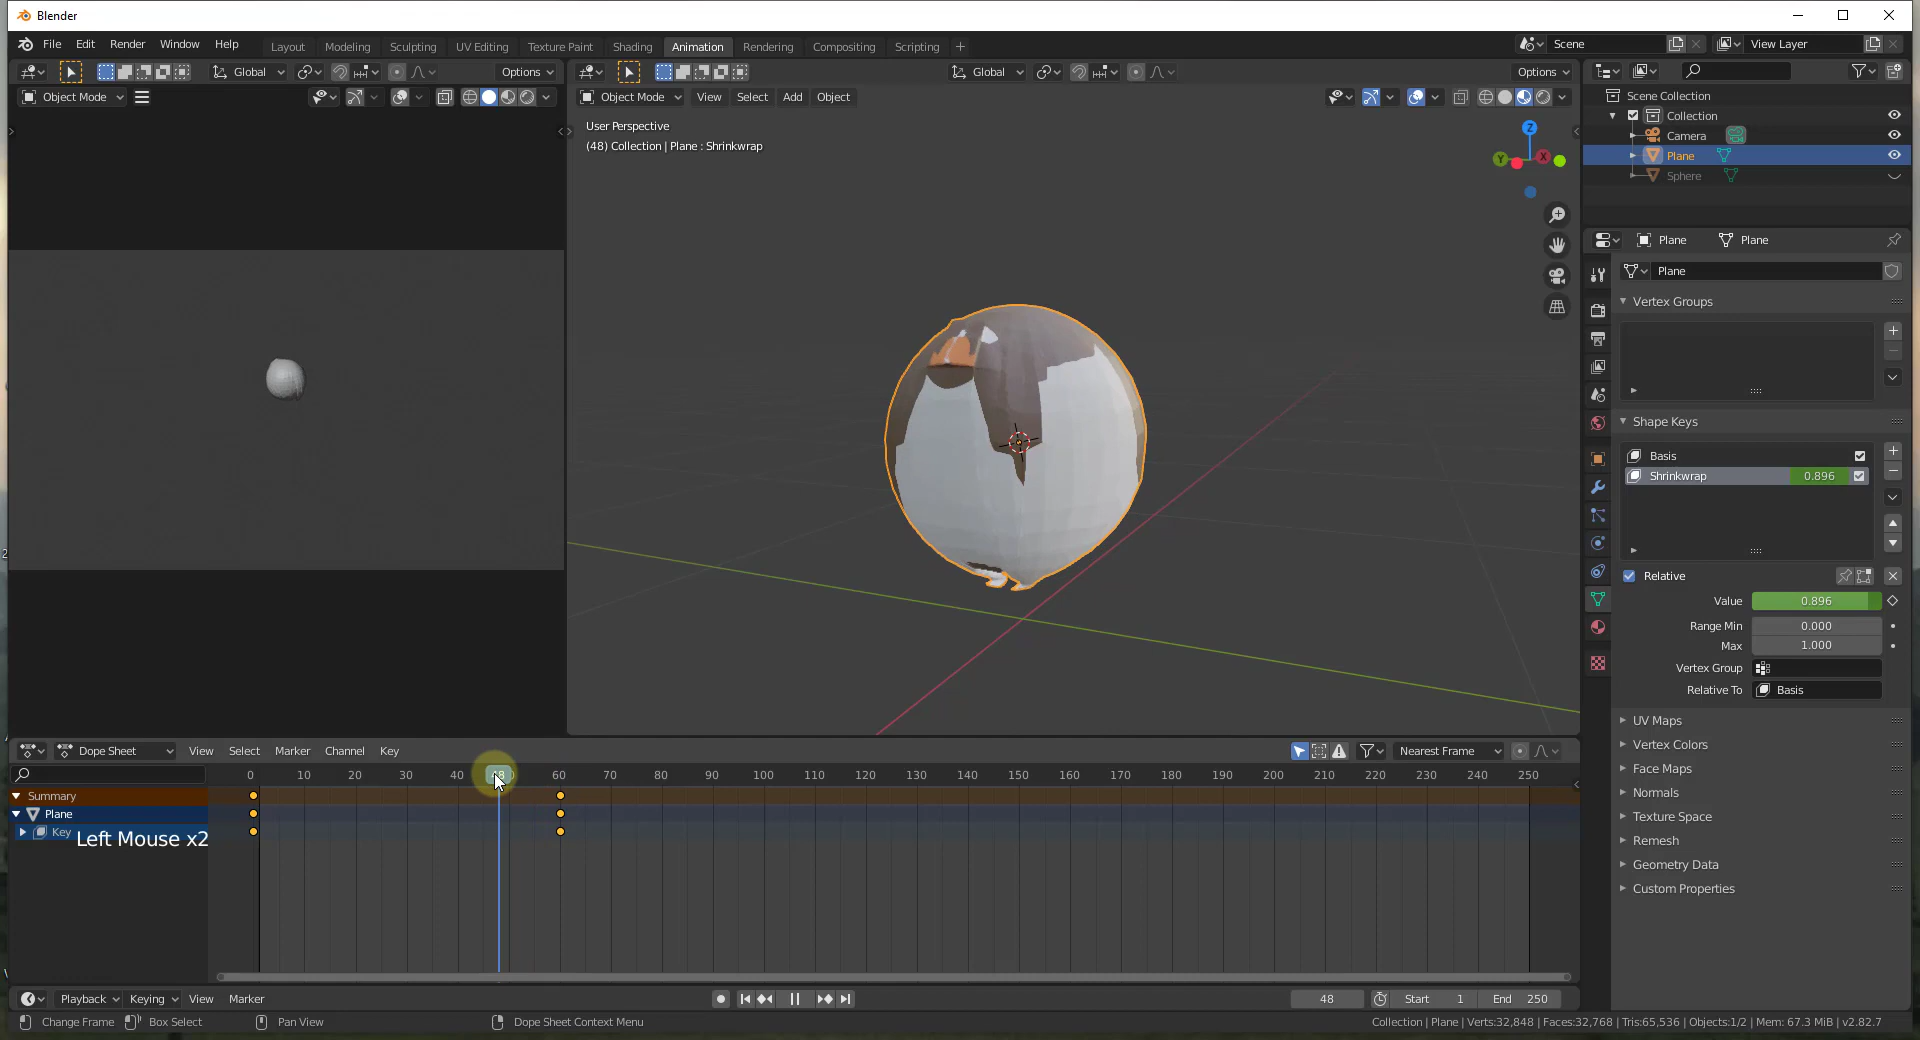 Blender
File Edit Render Window Help
Layout Modeling Sculpting UV Editing Texture Paint Shading Animation Rendering Compositing Scripting +
Scene
View Layer
Global
Options
Global
Options
Object Mode
Object Mode View Select Add Object
User Perspective
(48) Collection | Plane : Shrinkwrap
Z
Y
X
Scene Collection
Collection
Camera
Plane
Sphere
Plane Plane
Plane
Vertex Groups
Shape Keys
Basis
Shrinkwrap 0.896
Relative
Value 0.896
Range Min 0.000
Max 1.000
Vertex Group
Relative To Basis
UV Maps
Vertex Colors
Face Maps
Normals
Texture Space
Remesh
Geometry Data
Custom Properties
Dope Sheet View Select Marker Channel Key
Nearest Frame
0 10 20 30 40 48 60 70 80 90 100 110 120 130 140 150 160 170 180 190 200 210 220 230 240 250
Summary
Plane
Key
Left Mouse x2
Playback Keying View Marker
48 Start 1 End 250
Change Frame Box Select Pan View Dope Sheet Context Menu
Collection | Plane | Verts:32,848 | Faces:32,768 | Tris:65,536 | Objects:1/2 | Mem: 67.3 MiB | v2.82.7